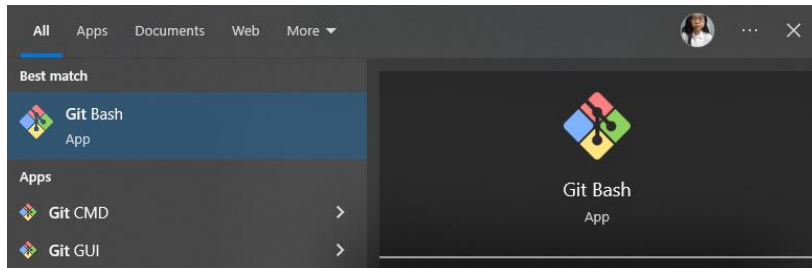 All Apps Documents Web More
Best match
Git Bash
App
Apps
Git CMD
Git GUI
Git Bash
App